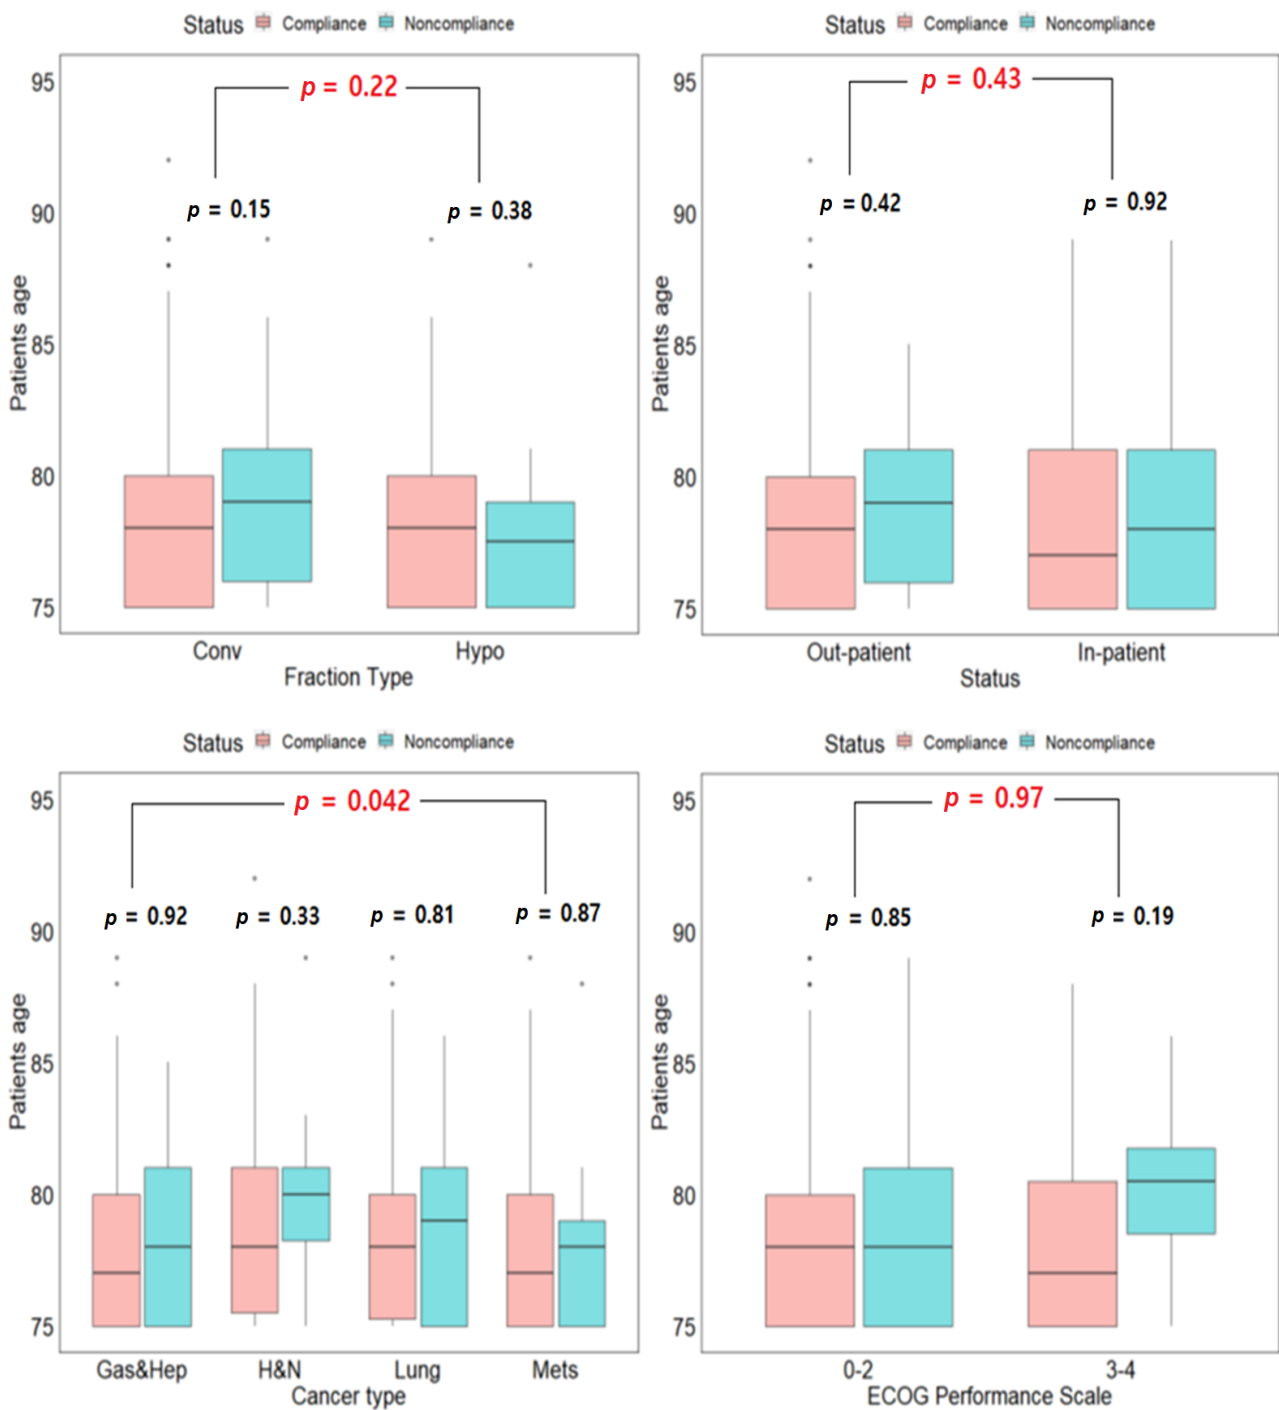 Status Compliance Noncompliance
95
p = 0.22
90
p = 0.15
p = 0.38
85
80
75
Patients age
Conv
Hypo
Fraction Type
Status Compliance Noncompliance
95
p = 0.43
90
p = 0.42
p = 0.92
85
80
75
Patients age
Out-patient
In-patient
Status
Status Compliance Noncompliance
95
p = 0.042
90
p = 0.92
p = 0.33
p = 0.81
p = 0.87
85
80
75
Patients age
Gas&Hep
H&N
Lung
Mets
Cancer type
Status Compliance Noncompliance
95
p = 0.97
90
p = 0.85
p = 0.19
85
80
75
Patients age
0-2
3-4
ECOG Performance Scale